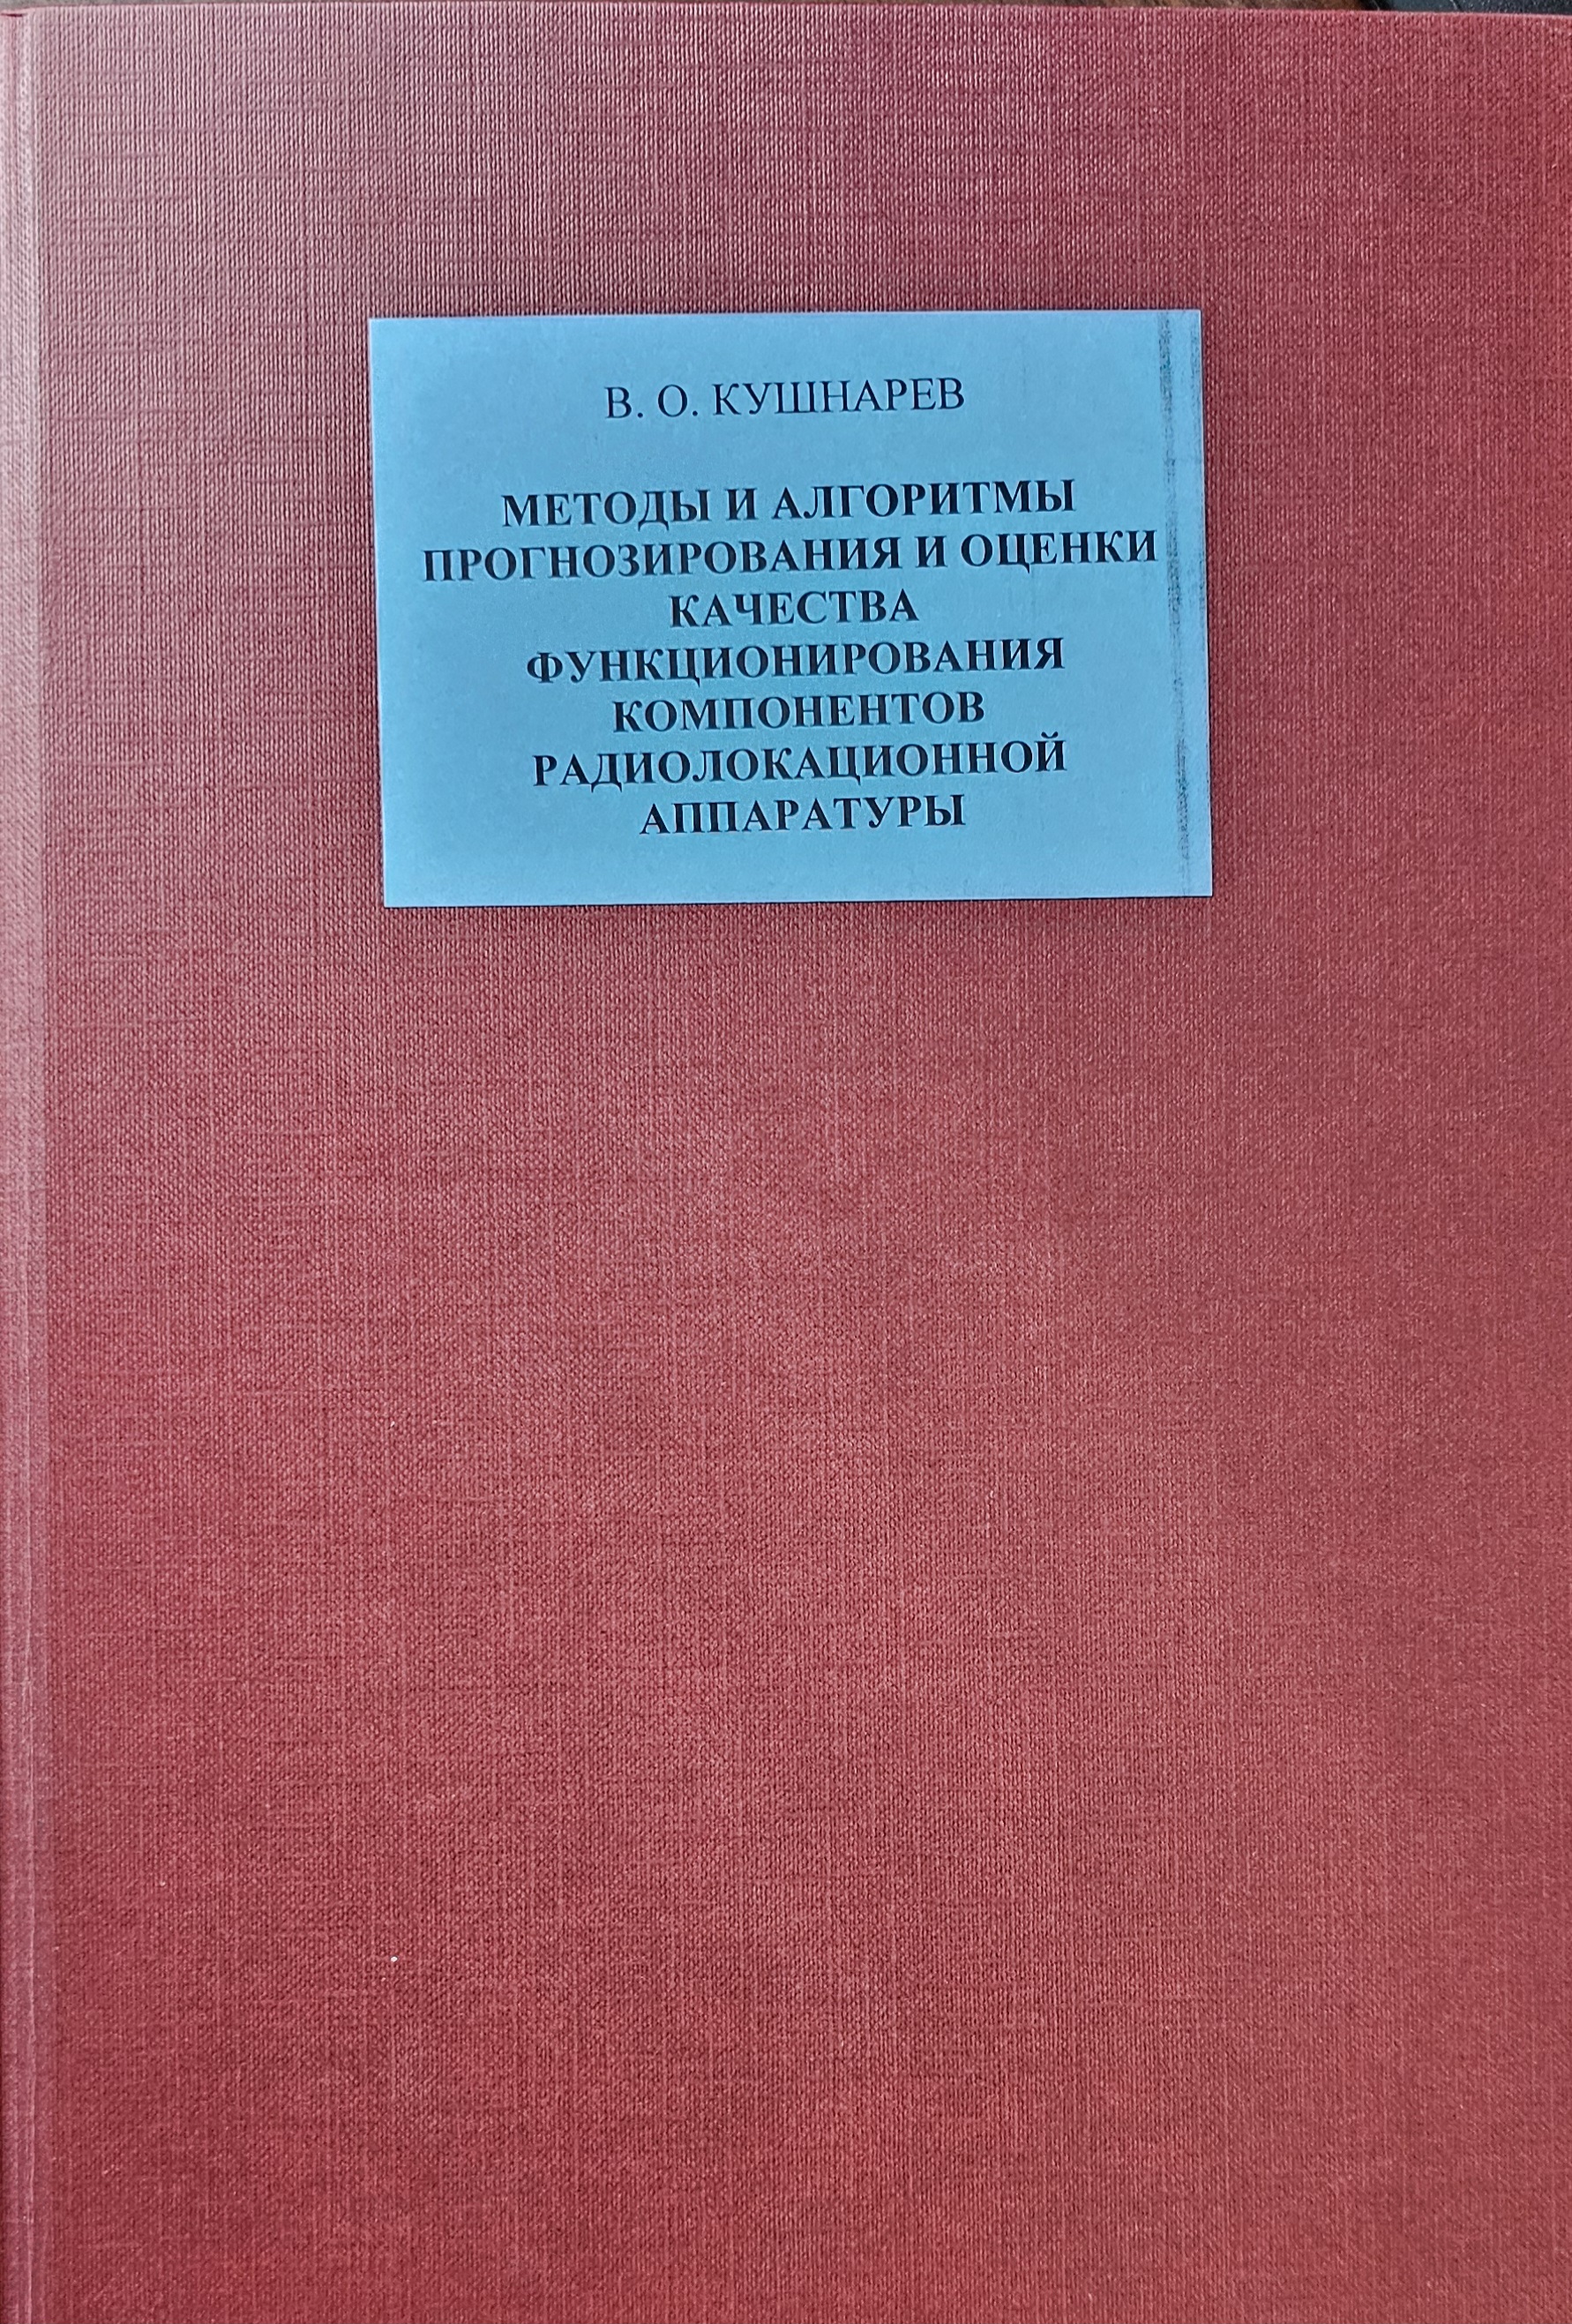 В. О. КУШНАРЕВ
МЕТОДЫ И АЛГОРИТМЫ
ПРОГНОЗИРОВАНИЯ И ОЦЕНКИ
КАЧЕСТВА
ФУНКЦИОНИРОВАНИЯ
КОМПОНЕНТОВ
РАДИОЛОКАЦИОННОЙ
АППАРАТУРЫ